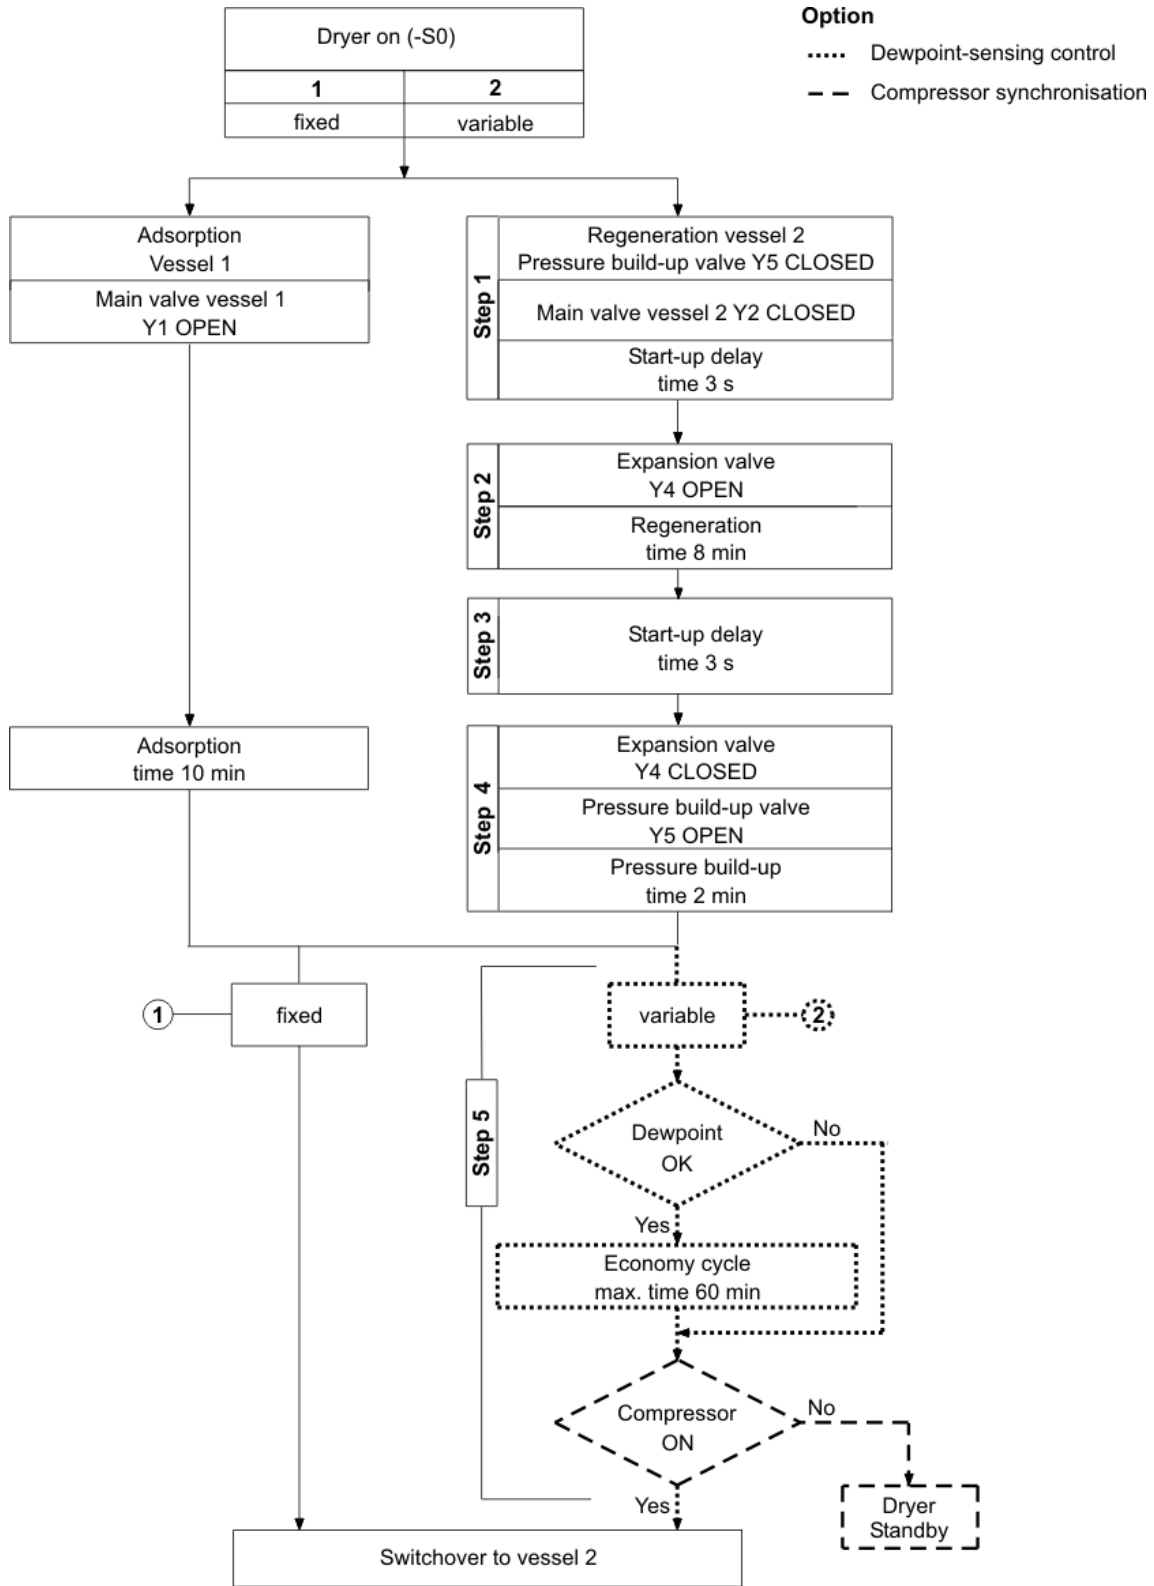 Option
Dewpoint-sensing control
Compressor synchronisation
Dryer on (-S0)
1
2
fixed
variable
Adsorption
Vessel 1
Main valve vessel 1
Y1 OPEN
Step 1
Regeneration vessel 2
Pressure build-up valve Y5 CLOSED
Main valve vessel 2 Y2 CLOSED
Start-up delay
time 3 s
Step 2
Expansion valve
Y4 OPEN
Regeneration
time 8 min
Step 3
Start-up delay
time 3 s
Adsorption
time 10 min
Step 4
Expansion valve
Y4 CLOSED
Pressure build-up valve
Y5 OPEN
Pressure build-up
time 2 min
1
fixed
variable
2
Step 5
Dewpoint
OK
No
Yes
Economy cycle
max. time 60 min
Compressor
ON
No
Yes
Dryer
Standby
Switchover to vessel 2